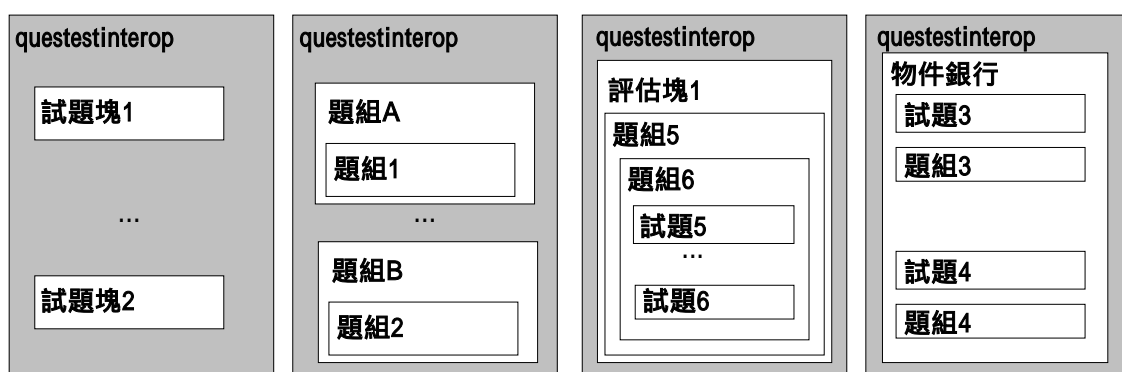 questestinterop
試題塊1
...
試題塊2
questestinterop
題組A
題組1
...
題組B
題組2
questestinterop
評估塊1
題組5
題組6
試題5
...
試題6
questestinterop
物件銀行
試題3
題組3
試題4
題組4